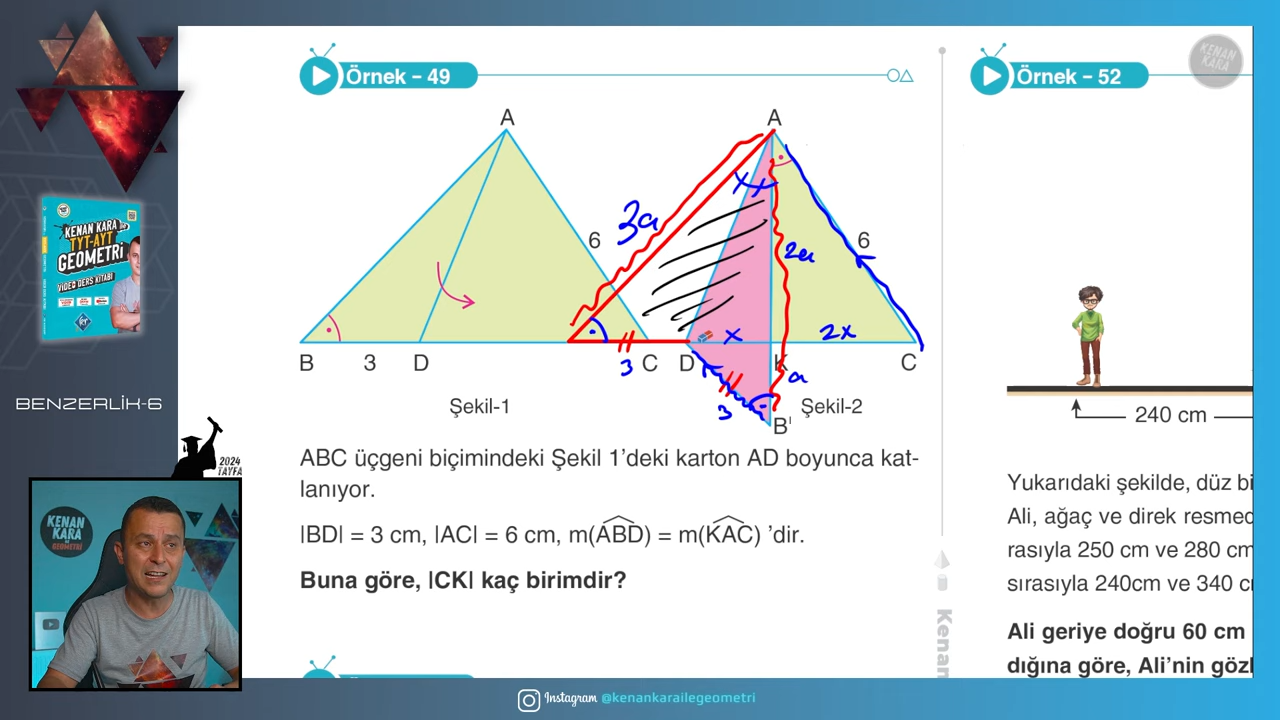 KENAN KARA
TYT-AYT
GEOMETRİ
VİDEO DERS KİTABI
BENZERLİK-6
2024
TAYFA
KENAN
KARA
GEOMETRİ
Örnek – 49
A
6
B 3 D C
Şekil-1
A
3a
x x
2a
6
x 2x
3
D K C
a
3
B'
Şekil-2
ABC üçgeni biçimindeki Şekil 1'deki karton AD boyunca kat-
lanıyor.
|BD| = 3 cm, |AC| = 6 cm, m(ABD) = m(KAC) 'dir.
Buna göre, |CK| kaç birimdir?
Kenan
Örnek – 52
KENAN
KARA
240 cm
Yukarıdaki şekilde, düz bi
Ali, ağaç ve direk resmed
rasıyla 250 cm ve 280 cm
sırasıyla 240cm ve 340 c
Ali geriye doğru 60 cm
dığına göre, Ali'nin gözl
Instagram @kenankarailegeometri